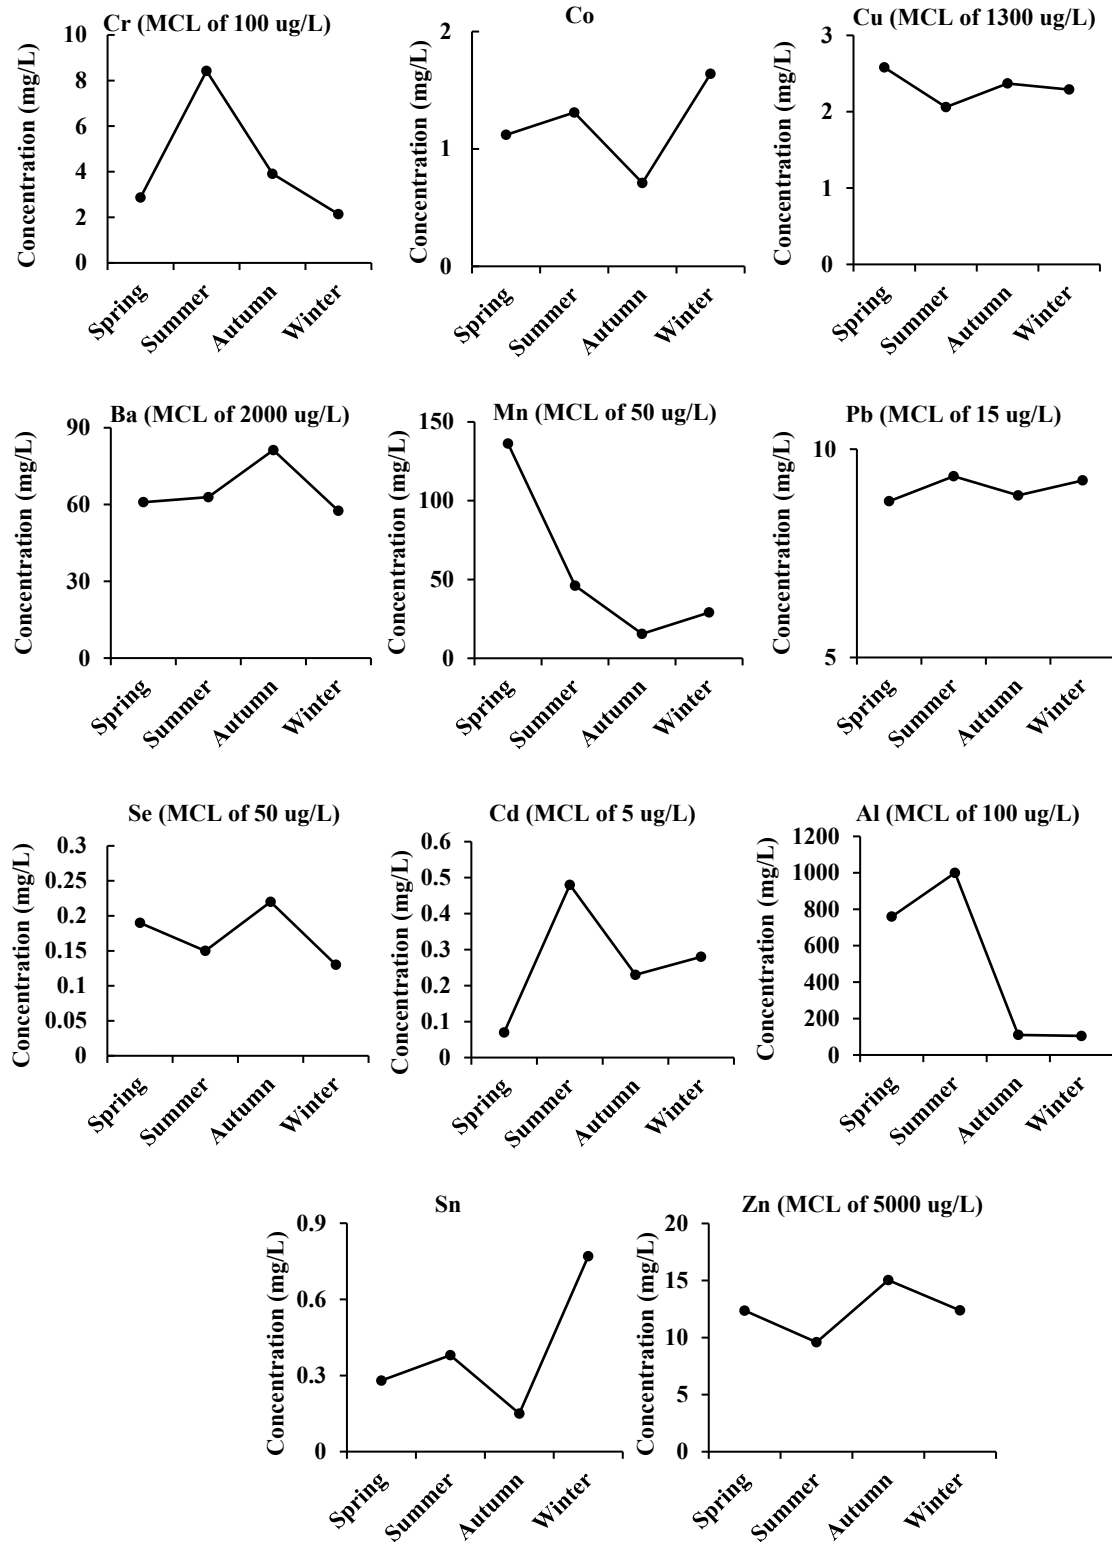 Cr (MCL of 100 ug/L)
Concentration (mg/L)
10
8
6
4
2
0
Spring
Summer
Autumn
Winter
Co
Concentration (mg/L)
2
1
0
Spring
Summer
Autumn
Winter
Cu (MCL of 1300 ug/L)
Concentration (mg/L)
3
2
1
0
Spring
Summer
Autumn
Winter
Ba (MCL of 2000 ug/L)
Concentration (mg/L)
90
60
30
0
Spring
Summer
Autumn
Winter
Mn (MCL of 50 ug/L)
Concentration (mg/L)
150
100
50
0
Spring
Summer
Autumn
Winter
Pb (MCL of 15 ug/L)
Concentration (mg/L)
10
5
Spring
Summer
Autumn
Winter
Se (MCL of 50 ug/L)
Concentration (mg/L)
0.3
0.25
0.2
0.15
0.1
0.05
0
Spring
Summer
Autumn
Winter
Cd (MCL of 5 ug/L)
Concentration (mg/L)
0.6
0.5
0.4
0.3
0.2
0.1
0
Spring
Summer
Autumn
Winter
Al (MCL of 100 ug/L)
Concentration (mg/L)
1200
1000
800
600
400
200
0
Spring
Summer
Autumn
Winter
Sn
Concentration (mg/L)
0.9
0.6
0.3
0
Spring
Summer
Autumn
Winter
Zn (MCL of 5000 ug/L)
Concentration (mg/L)
20
15
10
5
0
Spring
Summer
Autumn
Winter